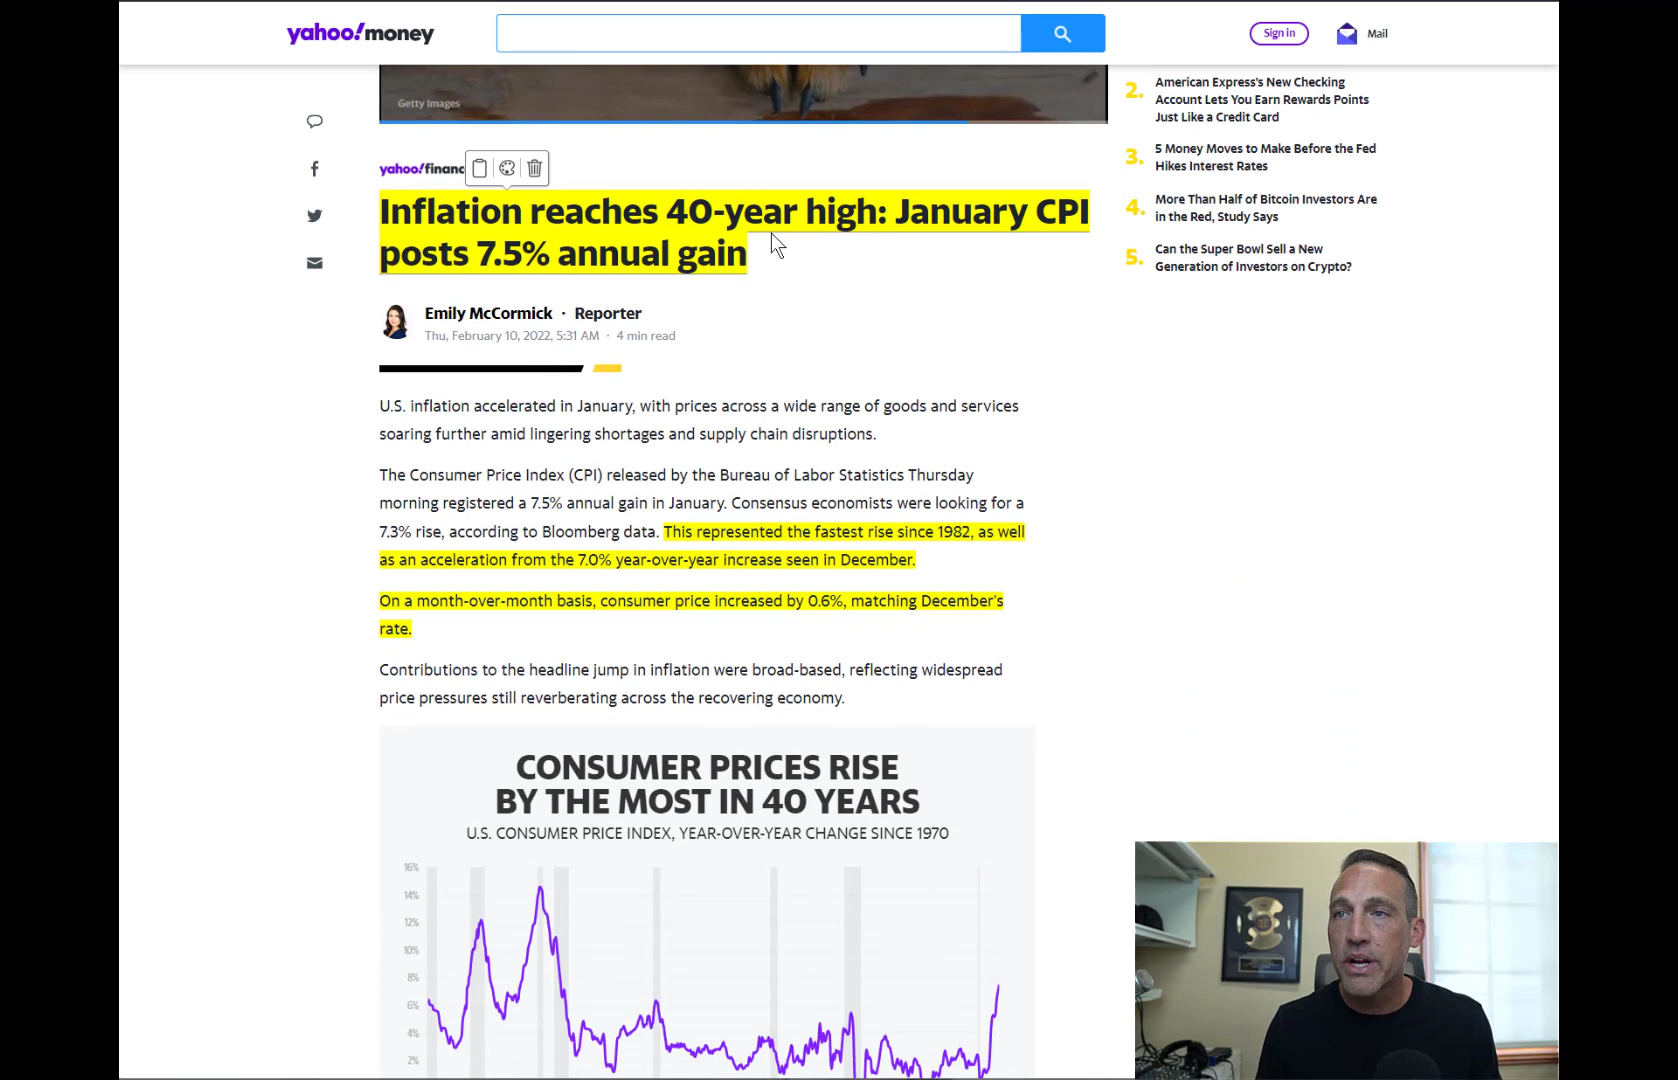 yahoo!money
Sign in
Mail
Getty Images
2. American Express's New Checking
Account Lets You Earn Rewards Points
Just Like a Credit Card
3. 5 Money Moves to Make Before the Fed
Hikes Interest Rates
4. More Than Half of Bitcoin Investors Are
in the Red, Study Says
5. Can the Super Bowl Sell a New
Generation of Investors on Crypto?
yahoo!financ
Inflation reaches 40-year high: January CPI
posts 7.5% annual gain
Emily McCormick · Reporter
Thu, February 10, 2022, 5:31 AM · 4 min read
U.S. inflation accelerated in January, with prices across a wide range of goods and services
soaring further amid lingering shortages and supply chain disruptions.
The Consumer Price Index (CPI) released by the Bureau of Labor Statistics Thursday
morning registered a 7.5% annual gain in January. Consensus economists were looking for a
7.3% rise, according to Bloomberg data. This represented the fastest rise since 1982, as well
as an acceleration from the 7.0% year-over-year increase seen in December.
On a month-over-month basis, consumer price increased by 0.6%, matching December's
rate.
Contributions to the headline jump in inflation were broad-based, reflecting widespread
price pressures still reverberating across the recovering economy.
CONSUMER PRICES RISE
BY THE MOST IN 40 YEARS
U.S. CONSUMER PRICE INDEX, YEAR-OVER-YEAR CHANGE SINCE 1970
16%
14%
12%
10%
8%
6%
4%
2%